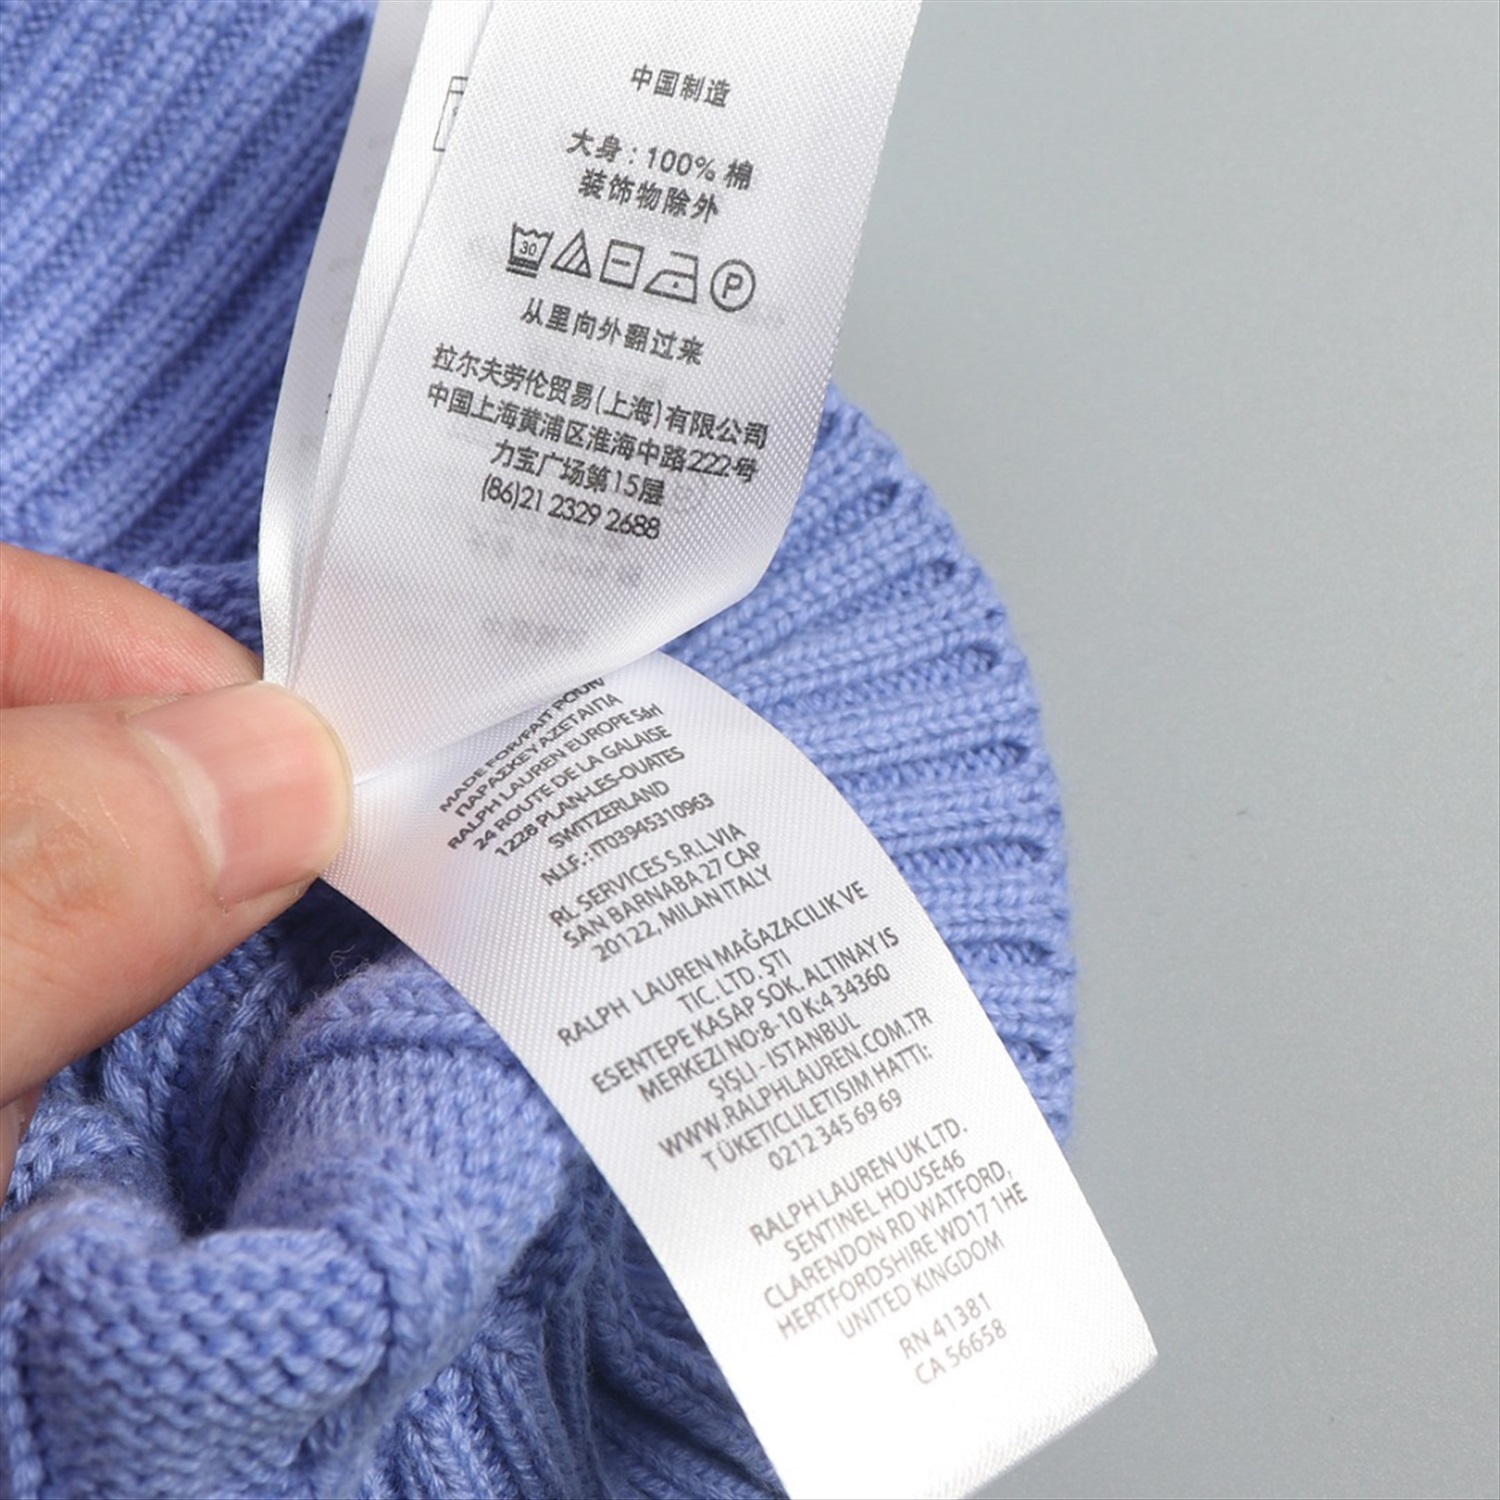 中国制造
大身：100% 棉
装饰物除外
30 P
从里向外翻过来
拉尔夫劳伦贸易(上海)有限公司
中国上海黄浦区淮海中路222号
力宝广场第15层
(86)21 2329 2688
MADE FOR/FAIT POUR
ΠΑΡΑΣΚΕΥΑΖΕΤΑΙΓΙΑ
RALPH LAUREN EUROPE Sàrl
24 ROUTE DE LA GALAISE
1228 PLAN-LES-OUATES
SWITZERLAND
N.I.F. : IT03945310963
RL SERVICES S.R.L.VIA
SAN BARNABA 27 CAP
20122, MILANITALY
RALPH LAUREN MAĞAZACILIK VE
TIC. LTD. ŞTI
ESENTEPE KASAP SOK. ALTINAY IS
MERKEZI NO:8-10 K:4 34360
ŞIŞLI - ISTANBUL
WWW.RALPHLAUREN.COM.TR
TÜKETICLILETISIM HATTI:
0212 345 69 69
RALPH LAUREN UK LTD.
SENTINEL HOUSE46
CLARENDON RD WATFORD,
HERTFORDSHIRE WD17 1HE
UNITED KINGDOM
RN 41381
CA 56658